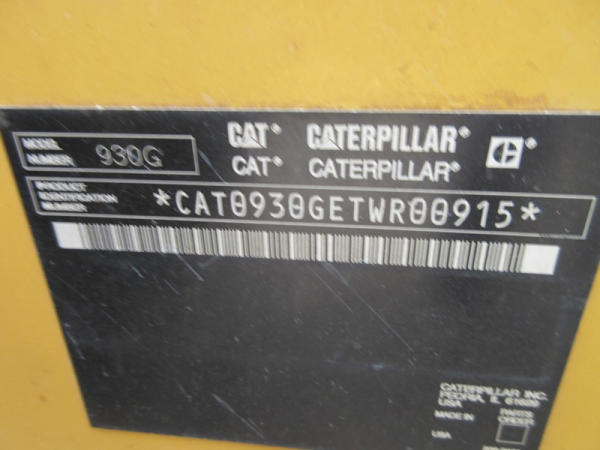 MODEL NUMBER 930G
CAT® CATERPILLAR® ®
CAT® CATERPILLAR®
PRODUCT IDENTIFICATION NUMBER *CAT0930GETWR00915*
CATERPILLAR INC.
PEORIA, IL 61629
USA
MADE IN
USA
PARTS
ORDER